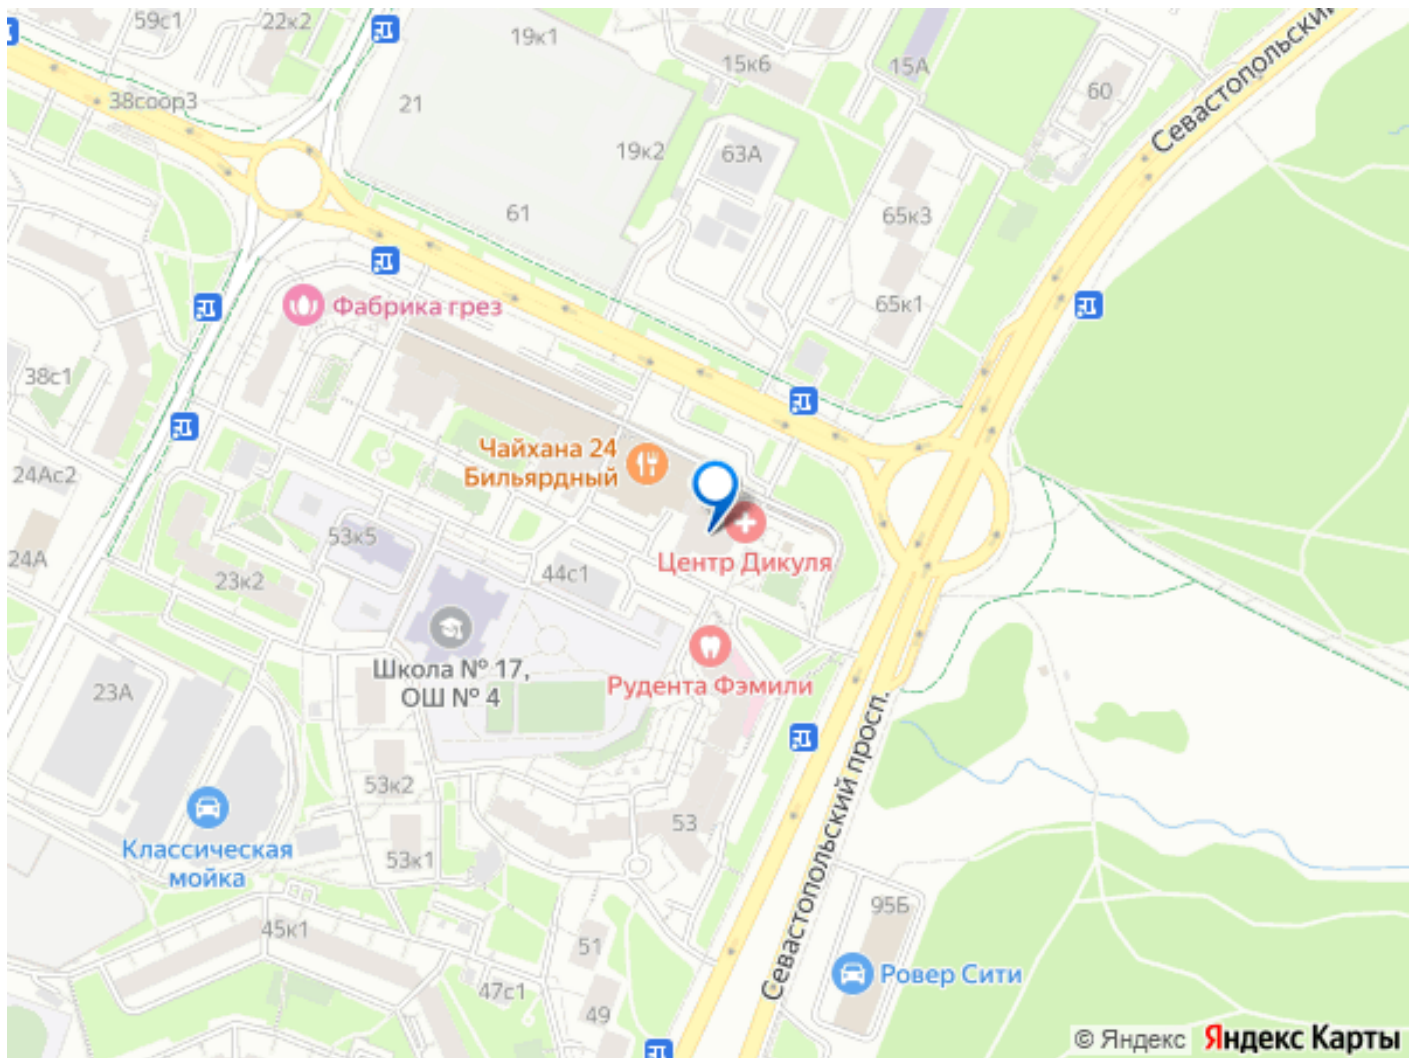 59с1
22к2
19к1
15к6
15А
60
Севастопольский
38соор3
21
19к2
63А
61
65к3
Фабрика грез
65к1
38с1
Чайхана 24
Бильярдный
24Ас2
53к5
24А
23к2
44с1
Центр Дикуля
Школа № 17,
ОШ № 4
Рудента Фэмили
23А
Севастопольский просп.
53к2
53
Классическая
мойка
53к1
95Б
45к1
51
Ровер Сити
47с1
49
© Яндекс Яндекс Карты